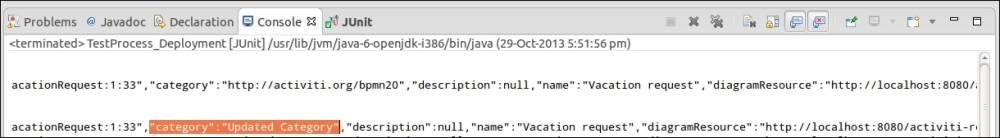 Problems @ Javadoc Declaration Console JUnit
<terminated> TestProcess_Deployment [JUnit] /usr/lib/jvm/java-6-openjdk-i386/bin/java (29-Oct-2013 5:51:56 pm)
acationRequest:1:33","category":"http://activiti.org/bpmn20","description":null,"name":"Vacation request","diagramResource":"http://localhost:8080/a
acationRequest:1:33","category":"Updated Category","description":null,"name":"Vacation request","diagramResource":"http://localhost:8080/activiti-r